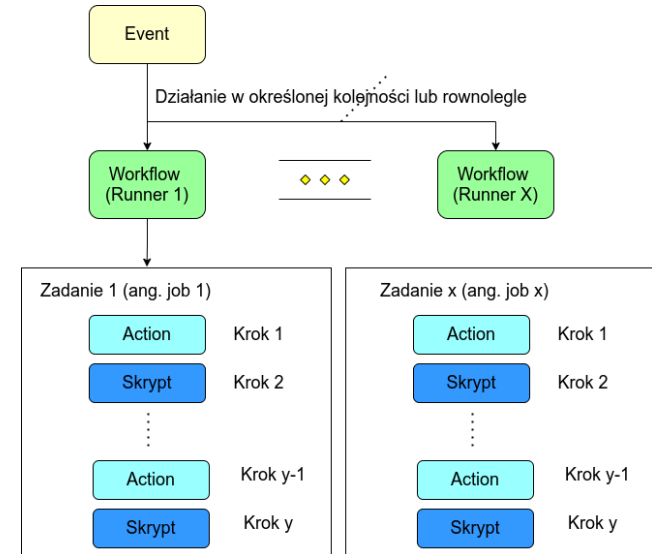 Event
Działanie w określonej kolejności lub rownolegle
Workflow
(Runner 1)
Workflow
(Runner X)
Zadanie 1 (ang. job 1)
Action Krok 1
Skrypt Krok 2
Action Krok y-1
Skrypt Krok y
Zadanie x (ang. job x)
Action Krok 1
Skrypt Krok 2
Action Krok y-1
Skrypt Krok y